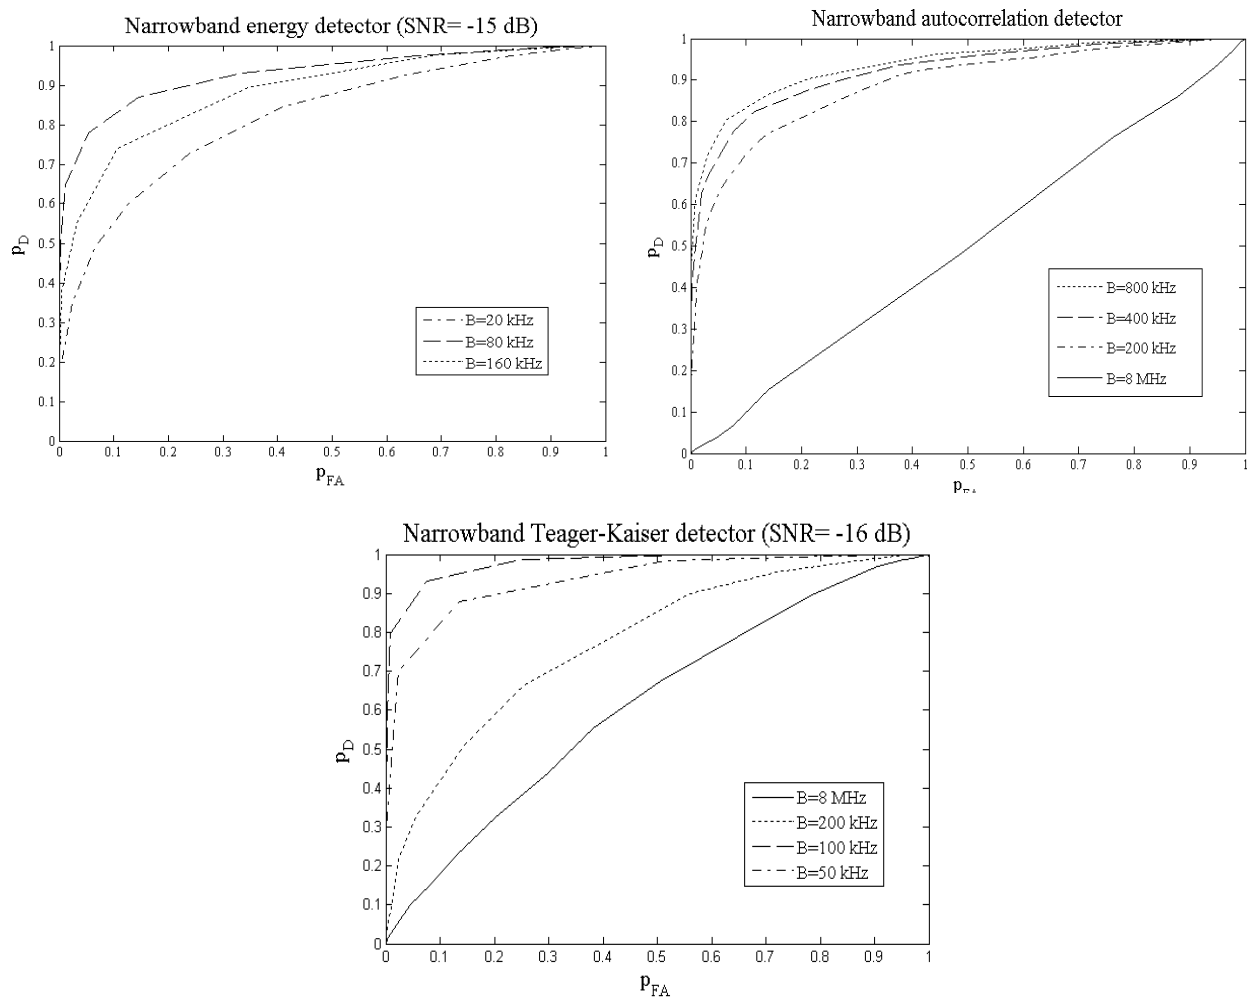 Narrowband energy detector (SNR= -15 dB)
1
0.9
0.8
0.7
0.6
0.5
0.4
0.3
0.2
0.1
0
pD
B=20 kHz
B=80 kHz
B=160 kHz
0 0.1 0.2 0.3 0.4 0.5 0.6 0.7 0.8 0.9 1
pFA
Narrowband autocorrelation detector
1
0.9
0.8
0.7
0.6
0.5
0.4
0.3
0.2
0.1
0
pD
B=800 kHz
B=400 kHz
B=200 kHz
B=8 MHz
0 0.1 0.2 0.3 0.4 0.5 0.6 0.7 0.8 0.9 1
pFA
Narrowband Teager-Kaiser detector (SNR= -16 dB)
1
0.9
0.8
0.7
0.6
0.5
0.4
0.3
0.2
0.1
0
pD
B=8 MHz
B=200 kHz
B=100 kHz
B=50 kHz
0 0.1 0.2 0.3 0.4 0.5 0.6 0.7 0.8 0.9 1
pFA